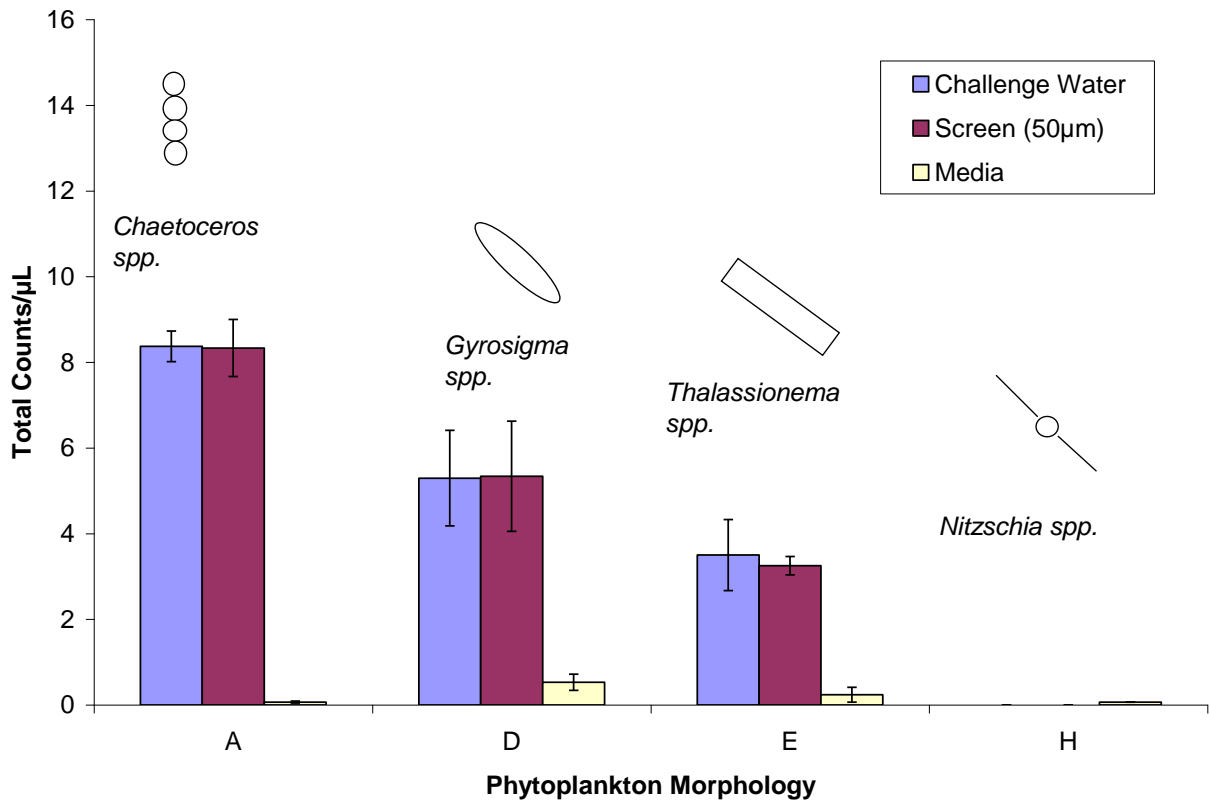 16
14
12
10
8
6
4
2
0
Total Counts/µL
Challenge Water
Screen (50µm)
Media
Chaetoceros
spp.
Gyrosigma
spp.
Thalassionema
spp.
Nitzschia spp.
A
D
E
H
Phytoplankton Morphology